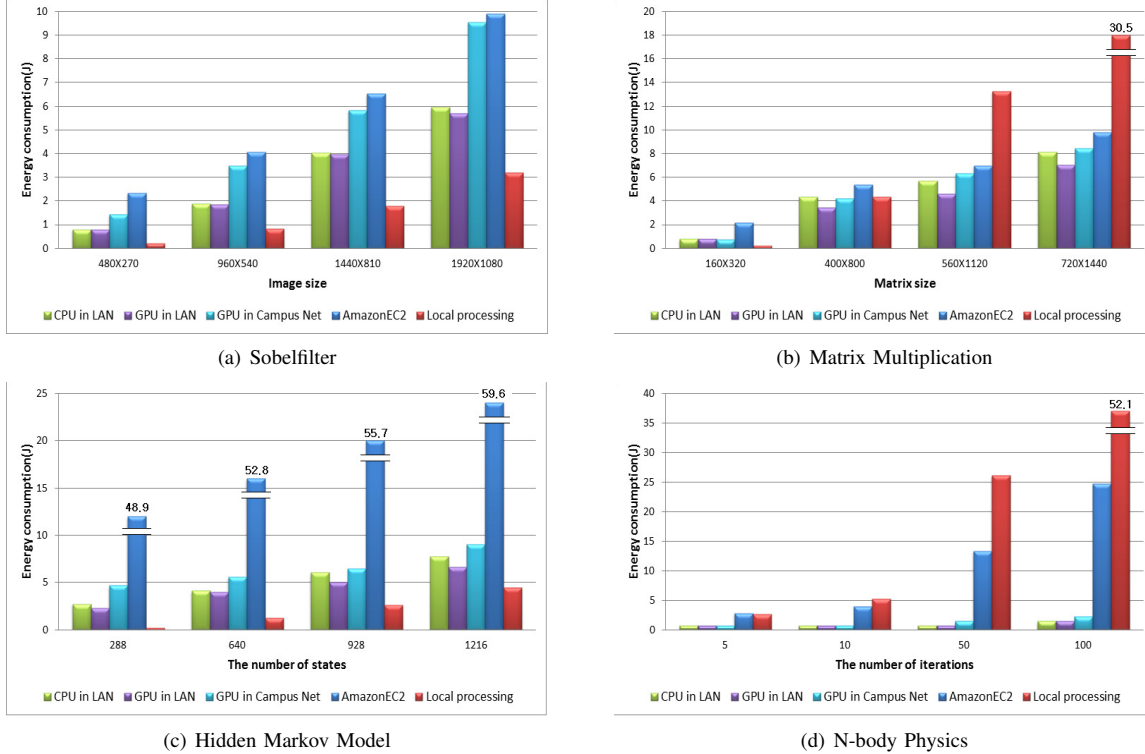 10
9
8
7
6
5
4
3
2
1
0
Energy consumption(J)
480X270 960X540 1440X810 1920X1080
Image size
CPU in LAN GPU in LAN GPU in Campus Net AmazonEC2 Local processing
(a) Sobelfilter
20
18
16
14
12
10
8
6
4
2
0
Energy consumption(J)
30,5
160X320 400X800 560X1120 720X1440
Matrix size
CPU in LAN GPU in LAN GPU in Campus Net AmazonEC2 Local processing
(b) Matrix Multiplication
25
20
15
10
5
0
Energy consumption(J)
48,9 52,8 55,7 59,6
288 640 928 1216
The number of states
CPU in LAN GPU in LAN GPU in Campus Net AmazonEC2 Local processing
(c) Hidden Markov Model
40
35
30
25
20
15
10
5
0
Energy consumption(J)
52,1
5 10 50 100
The number of iterations
CPU in LAN GPU in LAN GPU in Campus Net AmazonEC2 Local processing
(d) N-body Physics